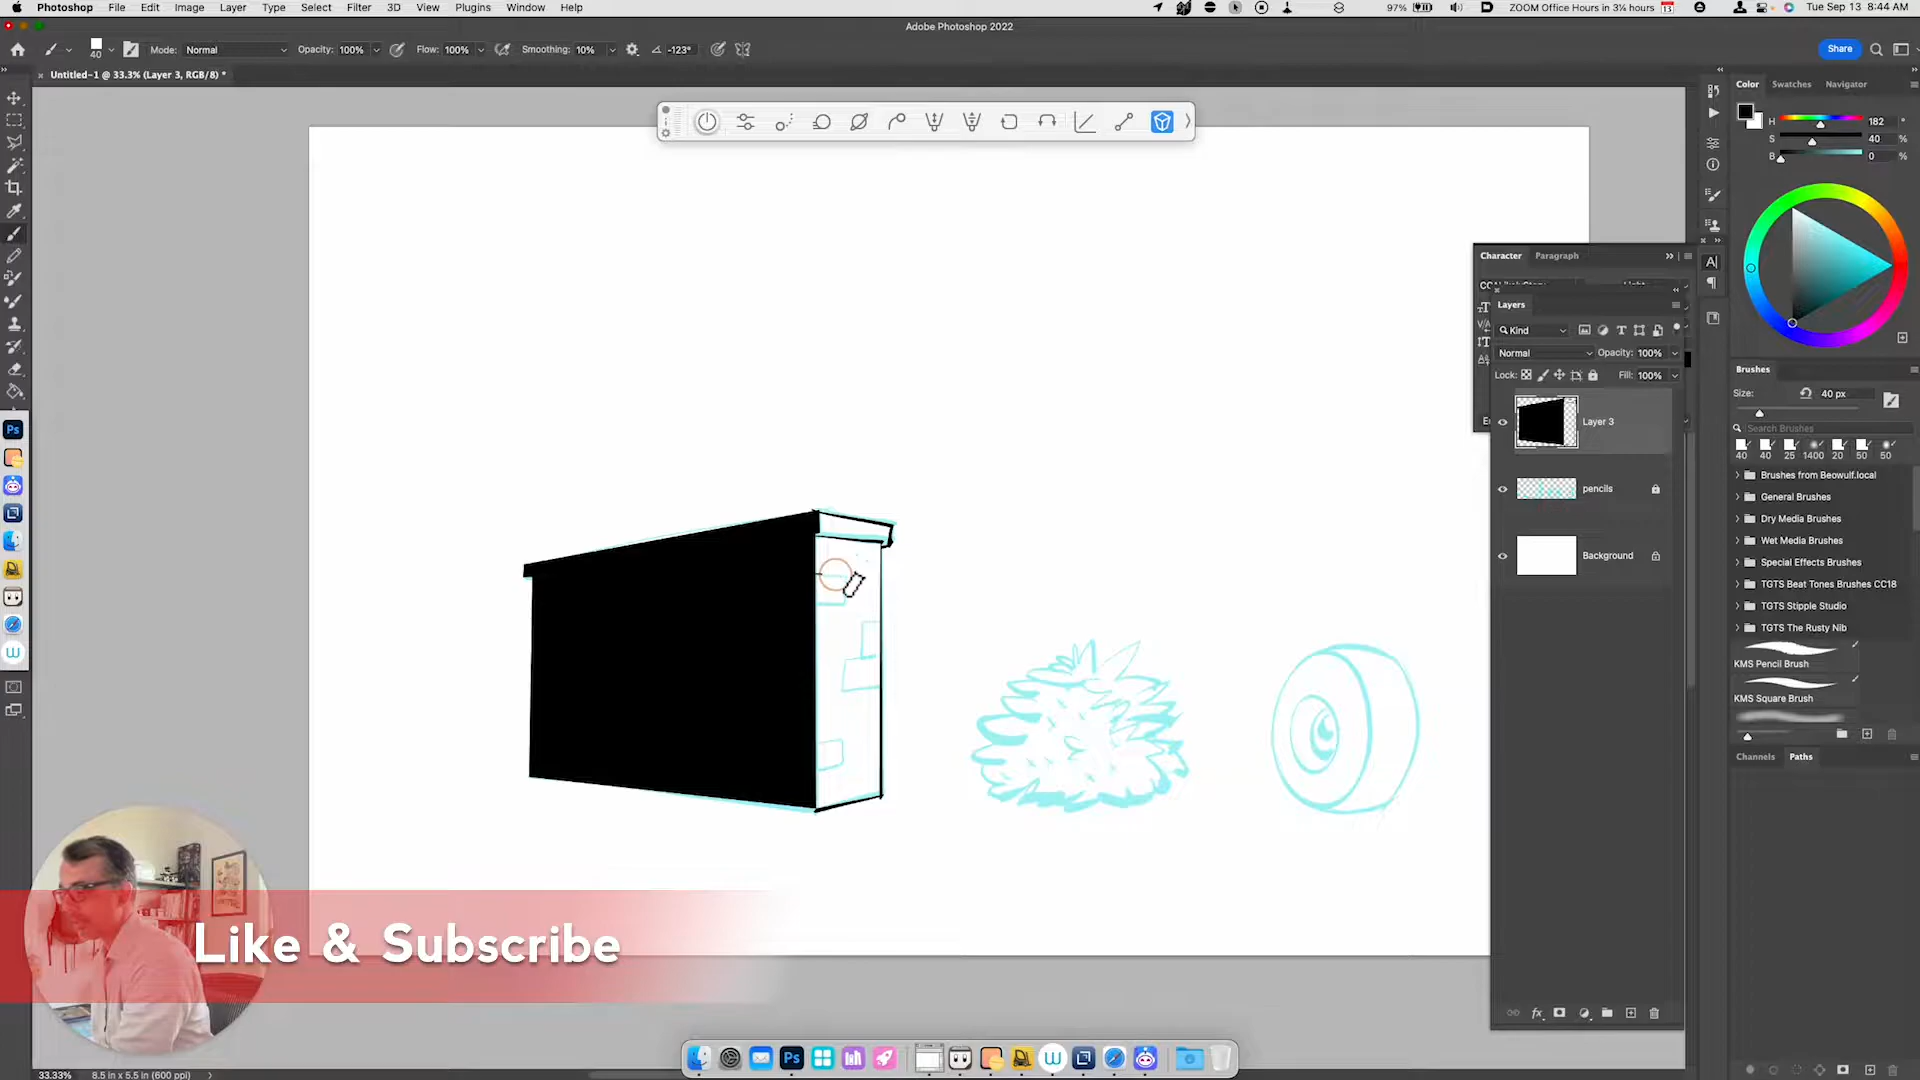 Photoshop File Edit Image Layer Type Select Filter 3D View Plugins Window Help
97% ZOOM Office Hours in 3¼ hours 13 Tue Sep 13 8:44 AM
Adobe Photoshop 2022
40 Mode: Normal Opacity: 100% Flow: 100% Smoothing: 10% -123° Share
Untitled-1 @ 33.3% (Layer 3, RGB/8) *
Color Swatches Navigator
H 182 °
S 40 %
B 0 %
Character Paragraph
Light
Layers
Kind
Normal Opacity: 100%
Lock: Fill: 100%
Layer 3
pencils
Background
Brushes
Size: 40 px
Search Brushes
40 40 25 1400 20 50 50
Brushes from Beowulf.local
General Brushes
Dry Media Brushes
Wet Media Brushes
Special Effects Brushes
TGTS Beat Tones Brushes CC18
TGTS Stipple Studio
TGTS The Rusty Nib
KMS Pencil Brush
KMS Square Brush
Channels Paths
Like & Subscribe
33.33% 8.5 in x 5.5 in (600 ppi)